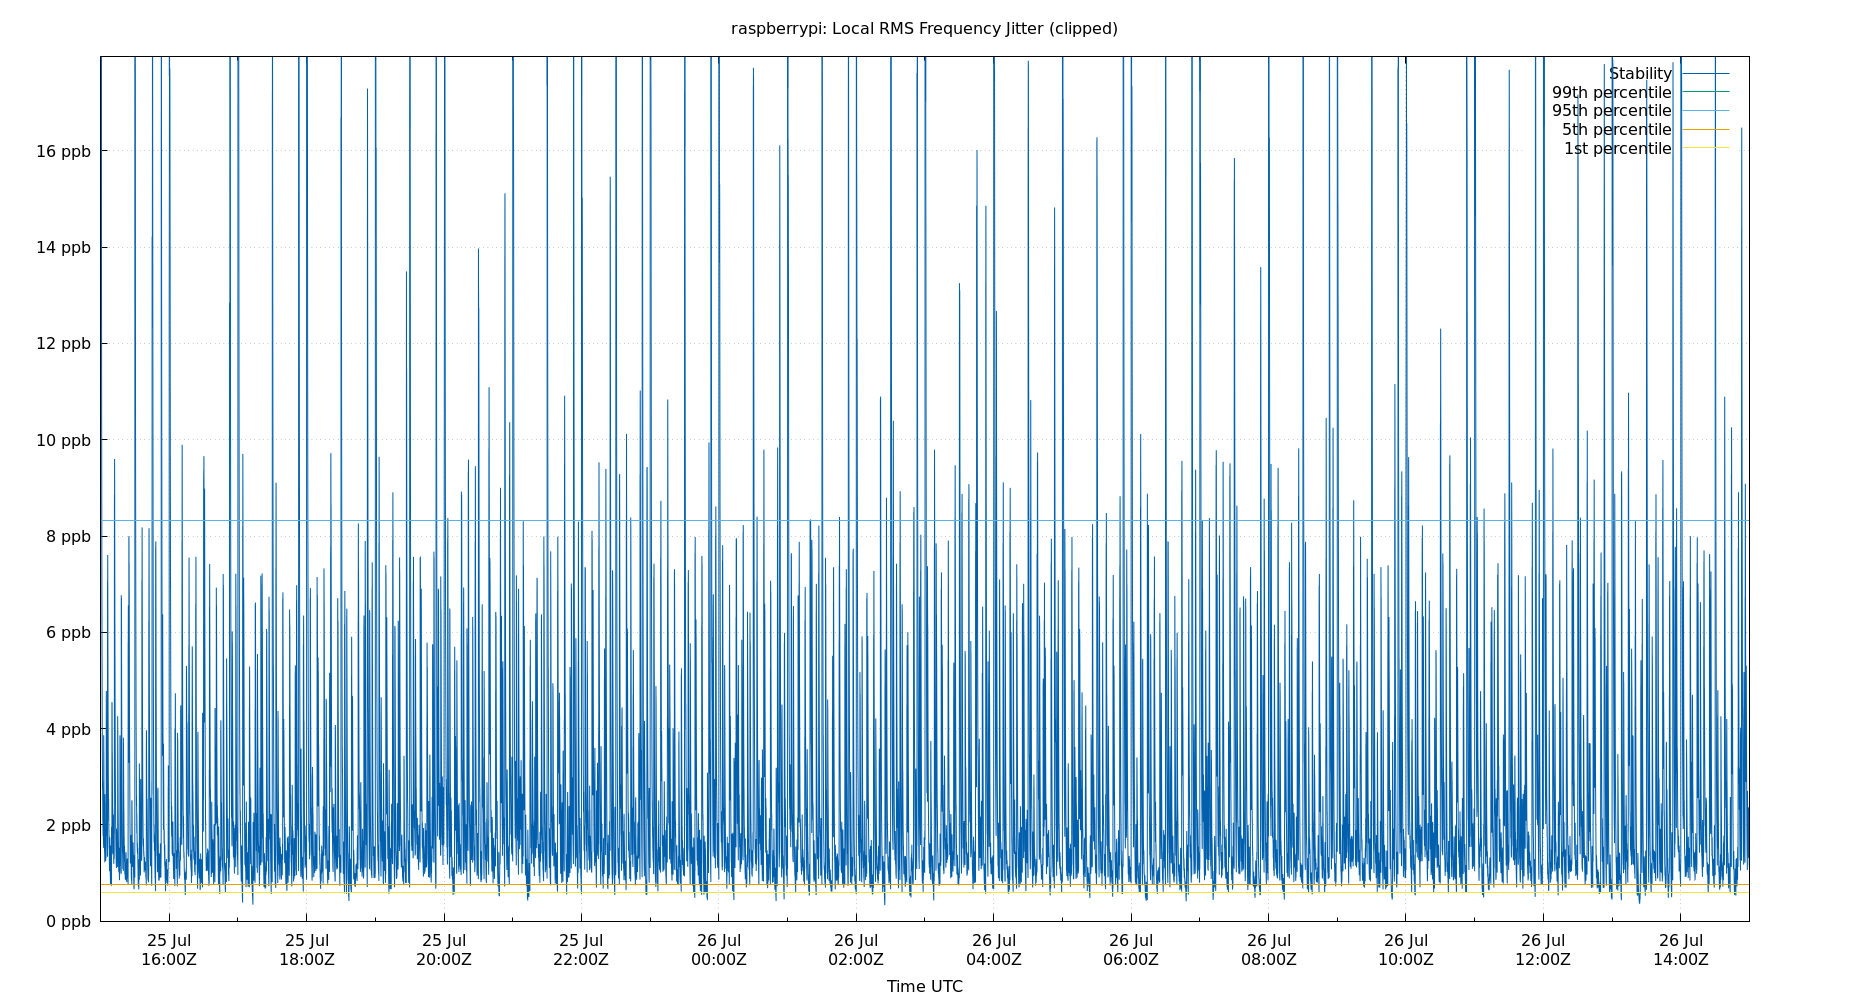 raspberrypi: Local RMS Frequency Jitter (clipped)
Stability
99th percentile
95th percentile
5th percentile
1st percentile
16 ppb
14 ppb
12 ppb
10 ppb
8 ppb
6 ppb
4 ppb
2 ppb
0 ppb
25 Jul 25 Jul 25 Jul 25 Jul 26 Jul 26 Jul 26 Jul 26 Jul 26 Jul 26 Jul 26 Jul 26 Jul
16:00Z 18:00Z 20:00Z 22:00Z 00:00Z 02:00Z 04:00Z 06:00Z 08:00Z 10:00Z 12:00Z 14:00Z
Time UTC